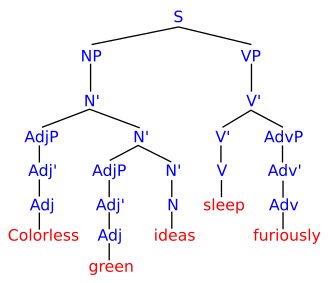 S
NP VP
N' V'
AdjP N' V' AdvP
Adj' AdjP N' V Adv'
Adj Adj' N sleep Adv
Colorless Adj ideas furiously
green